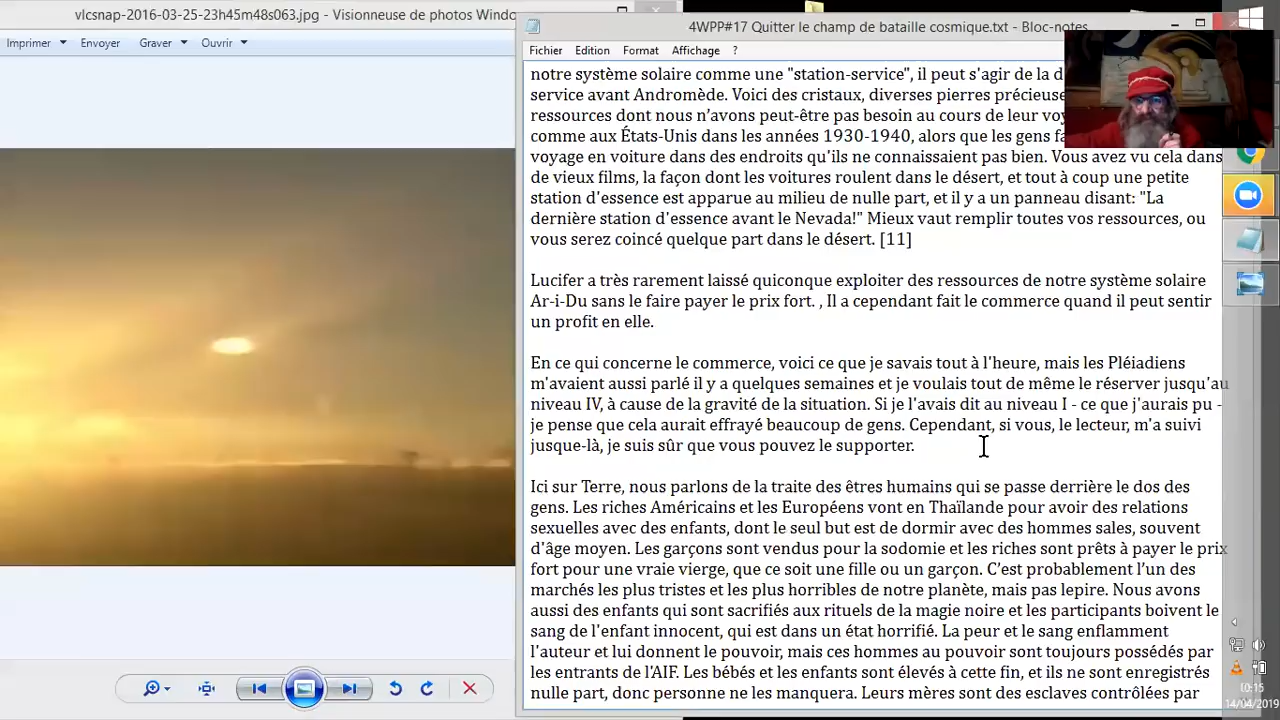 vlcsnap-2016-03-25-23h45m48s063.jpg - Visionneuse de photos Windo
Imprimer Envoyer Graver Ouvrir
4WPP#17 Quitter le champ de bataille cosmique.txt - Bloc-notes
Fichier Edition Format Affichage ?
notre système solaire comme une "station-service", il peut s'agir de la d
service avant Andromède. Voici des cristaux, diverses pierres précieuse
ressources dont nous n'avons peut-être pas besoin au cours de leur voy
comme aux États-Unis dans les années 1930-1940, alors que les gens fa
voyage en voiture dans des endroits qu'ils ne connaissaient pas bien. Vous avez vu cela dans
de vieux films, la façon dont les voitures roulent dans le désert, et tout à coup une petite
station d'essence est apparue au milieu de nulle part, et il y a un panneau disant: "La
dernière station d'essence avant le Nevada!" Mieux vaut remplir toutes vos ressources, ou
vous serez coincé quelque part dans le désert. [11]
Lucifer a très rarement laissé quiconque exploiter des ressources de notre système solaire
Ar-i-Du sans le faire payer le prix fort. , Il a cependant fait le commerce quand il peut sentir
un profit en elle.
En ce qui concerne le commerce, voici ce que je savais tout à l'heure, mais les Pléiadiens
m'avaient aussi parlé il y a quelques semaines et je voulais tout de même le réserver jusqu'au
niveau IV, à cause de la gravité de la situation. Si je l'avais dit au niveau I - ce que j'aurais pu -
je pense que cela aurait effrayé beaucoup de gens. Cependant, si vous, le lecteur, m'a suivi
jusque-là, je suis sûr que vous pouvez le supporter.
Ici sur Terre, nous parlons de la traite des êtres humains qui se passe derrière le dos des
gens. Les riches Américains et les Européens vont en Thaïlande pour avoir des relations
sexuelles avec des enfants, dont le seul but est de dormir avec des hommes sales, souvent
d'âge moyen. Les garçons sont vendus pour la sodomie et les riches sont prêts à payer le prix
fort pour une vraie vierge, que ce soit une fille ou un garçon. C'est probablement l'un des
marchés les plus tristes et les plus horribles de notre planète, mais pas lepire. Nous avons
aussi des enfants qui sont sacrifiés aux rituels de la magie noire et les participants boivent le
sang de l'enfant innocent, qui est dans un état horrifié. La peur et le sang enflamment
l'auteur et lui donnent le pouvoir, mais ces hommes au pouvoir sont toujours possédés par
les entrants de l'AIF. Les bébés et les enfants sont élevés à cette fin, et ils ne sont enregistrés
nulle part, donc personne ne les manquera. Leurs mères sont des esclaves contrôlées par
00:15
14/04/2019